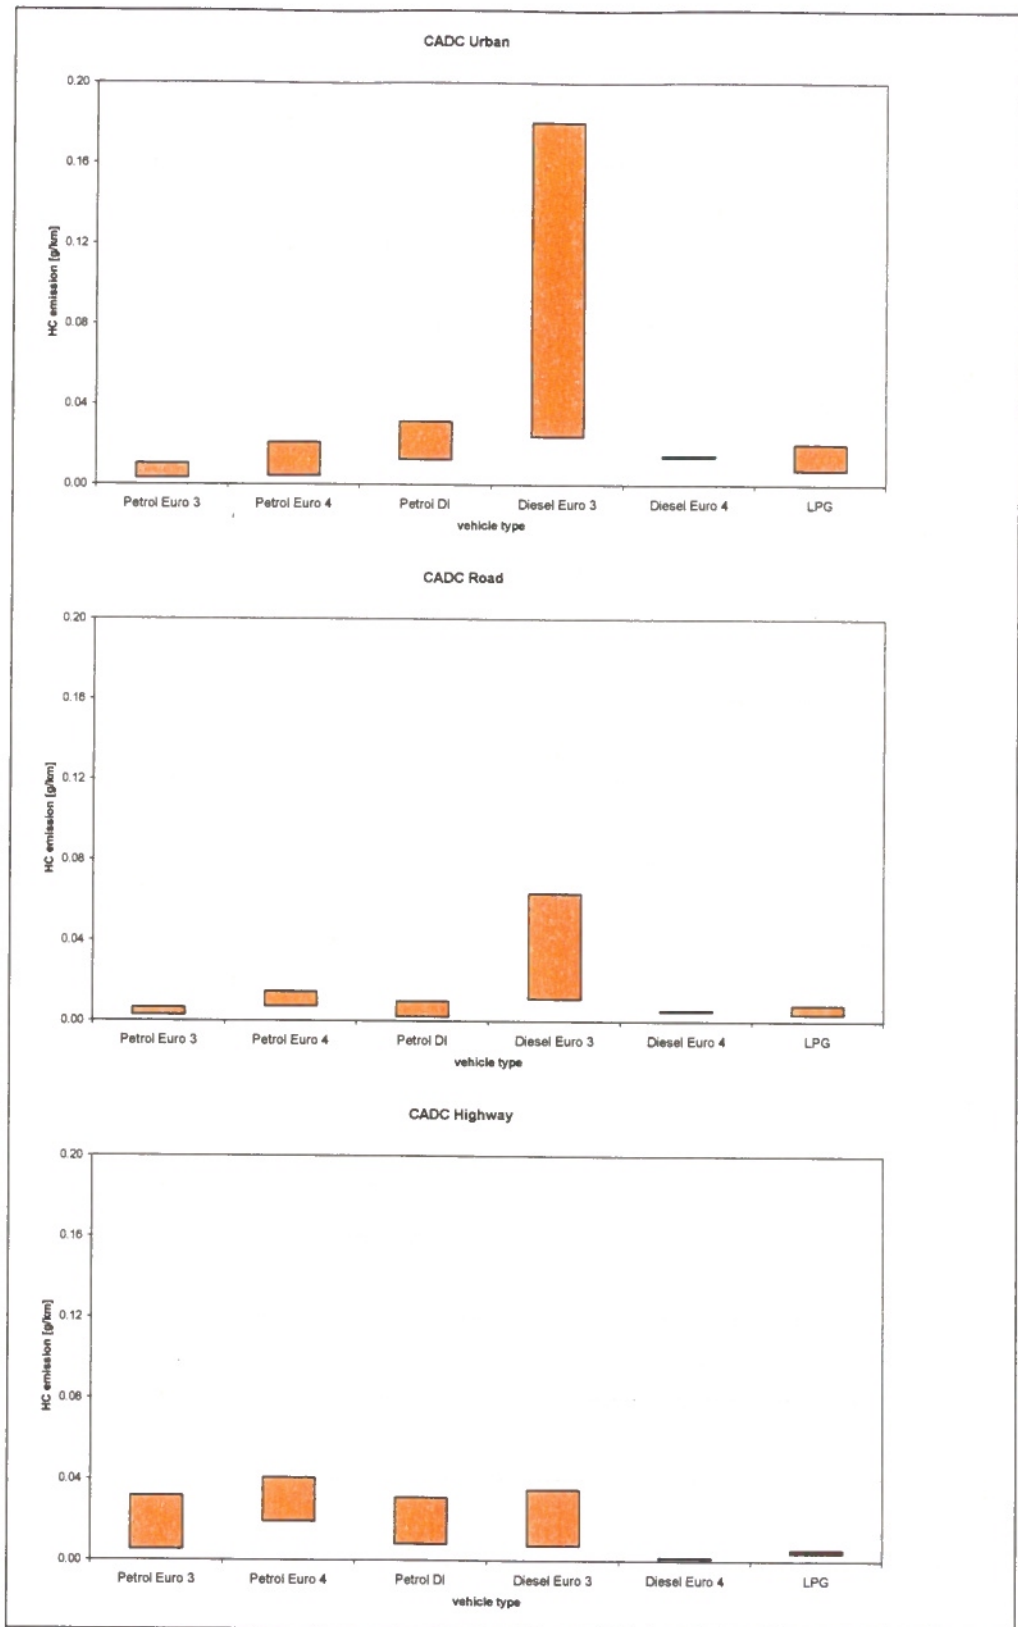 CADC Urban
0.20
0.16
0.12
0.08
0.04
0.00
HC emission [g/km]
Petrol Euro 3 Petrol Euro 4 Petrol DI Diesel Euro 3 Diesel Euro 4 LPG
vehicle type
CADC Road
0.20
0.16
0.12
0.08
0.04
0.00
HC emission [g/km]
Petrol Euro 3 Petrol Euro 4 Petrol DI Diesel Euro 3 Diesel Euro 4 LPG
vehicle type
CADC Highway
0.20
0.16
0.12
0.08
0.04
0.00
HC emission [g/km]
Petrol Euro 3 Petrol Euro 4 Petrol DI Diesel Euro 3 Diesel Euro 4 LPG
vehicle type